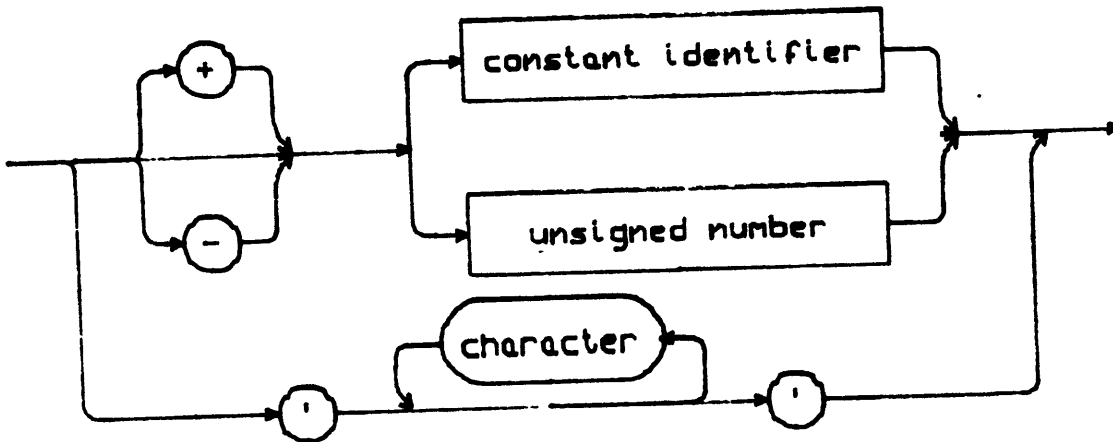 +
constant identifier
-
unsigned number
character
' '